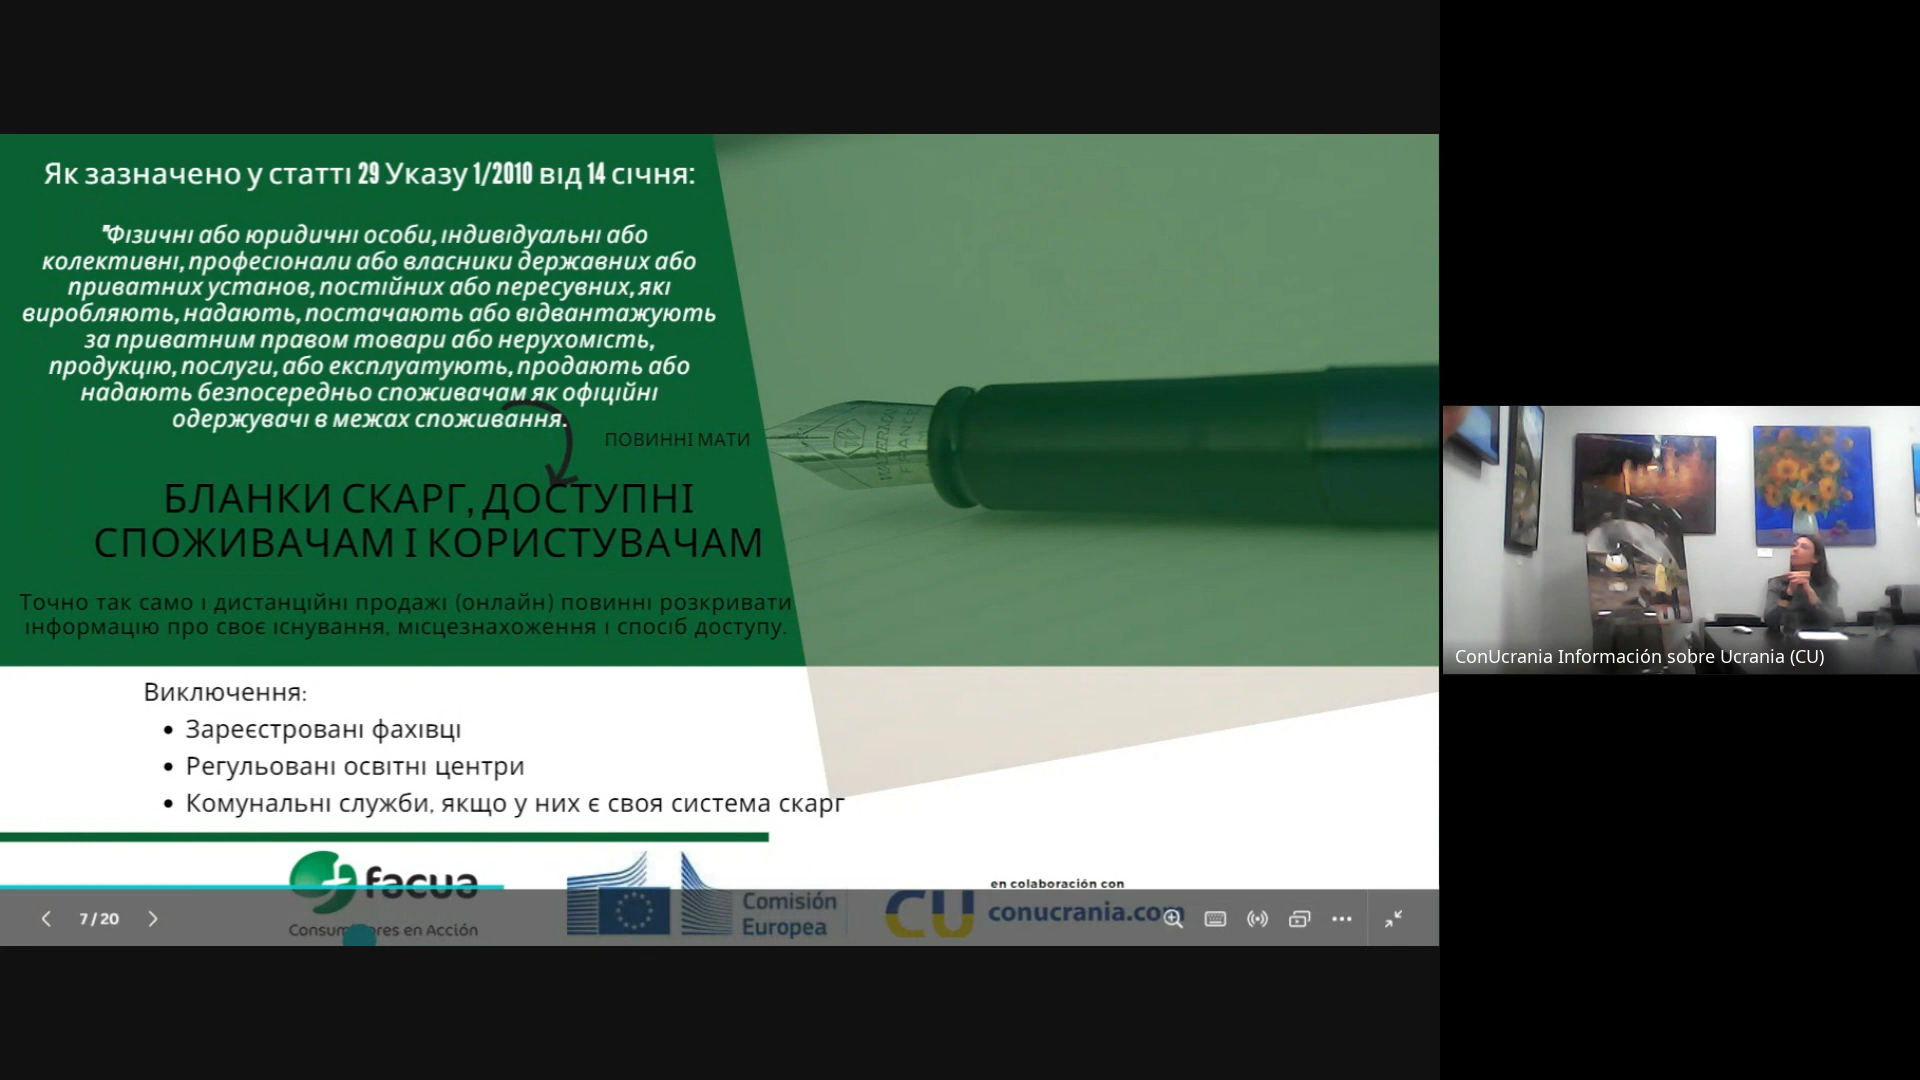 Як зазначено у статті 29 Указу 1/2010 від 14 січня:
"Фізичні або юридичні особи, індивідуальні або
колективні, професіонали або власники державних або
приватних установ, постійних або пересувних, які
виробляють, надають, постачають або відвантажують
за приватним правом товари або нерухомість,
продукцію, послуги, або експлуатують, продають або
надають безпосередньо споживачам як офіційні
одержувачі в межах споживання.
ПОВИННІ МАТИ
БЛАНКИ СКАРГ, ДОСТУПНІ
СПОЖИВАЧАМ І КОРИСТУВАЧАМ
Точно так само і дистанційні продажі (онлайн) повинні розкривати
інформацію про своє існування, місцезнаходження і спосіб доступу.
Виключення:
• Зареєстровані фахівці
• Регульовані освітні центри
• Комунальні служби, якщо у них є своя система скарг
facua
Consumidores en Acción
Comisión
Europea
en colaboración con
CU conucrania.com
7 / 20
WATERMAN
FRANCE
ConUcrania Información sobre Ucrania (CU)